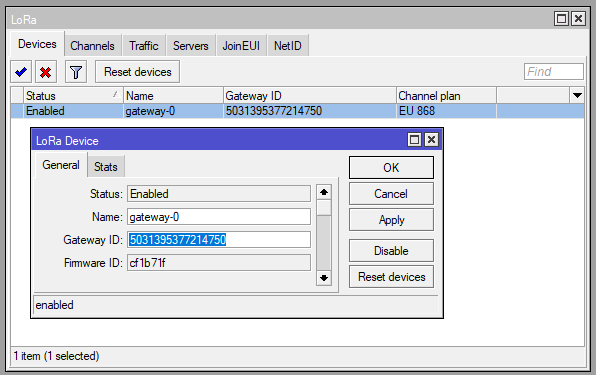 LoRa
Devices Channels Traffic Servers JoinEUI NetID
Reset devices Find
Status Name Gateway ID Channel plan
Enabled gateway-0 5031395377214750 EU 868
LoRa Device
General Stats
OK
Status: Enabled
Cancel
Name: gateway-0
Apply
Gateway ID: 5031395377214750
Disable
Firmware ID: cf1b71f
Reset devices
enabled
1 item (1 selected)